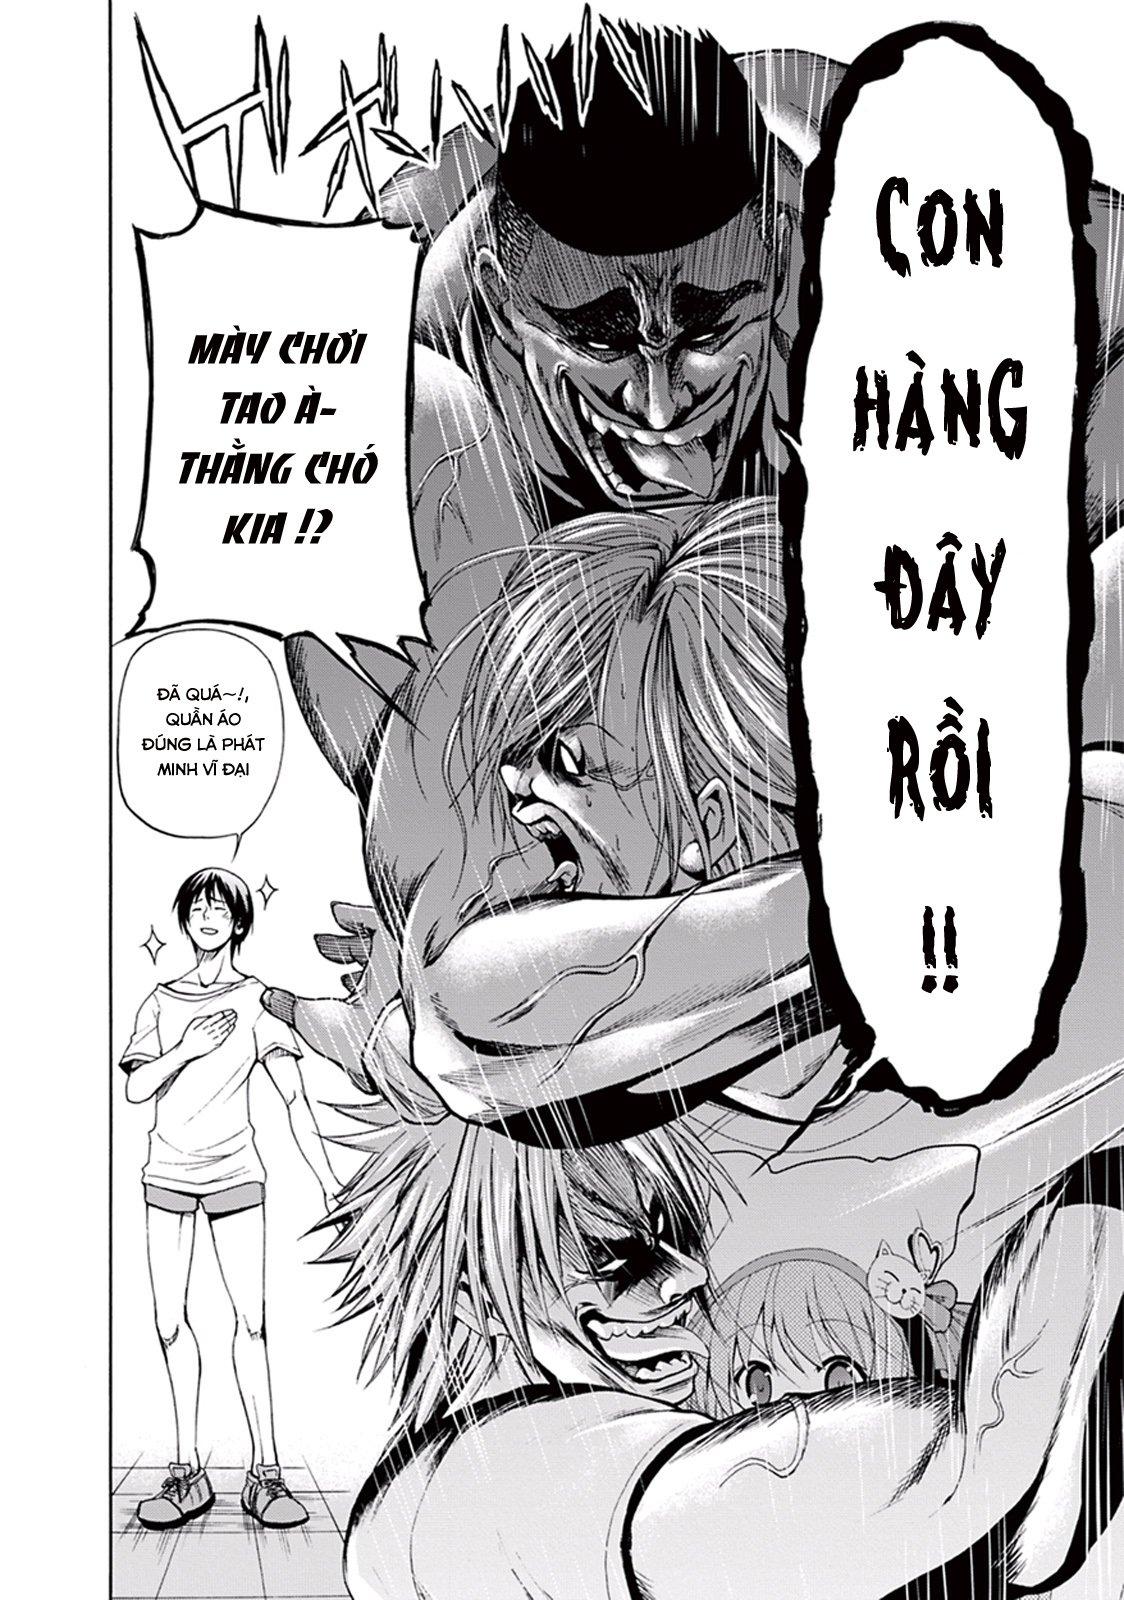 CON
HÀNG
ĐÂY
RỒI
!!
MÀY CHƠI
TAO À-
THẰNG CHÓ
KIA !?
ĐÃ QUÁ~!,
QUẦN ÁO
ĐÚNG LÀ PHÁT
MINH VĨ ĐẠI